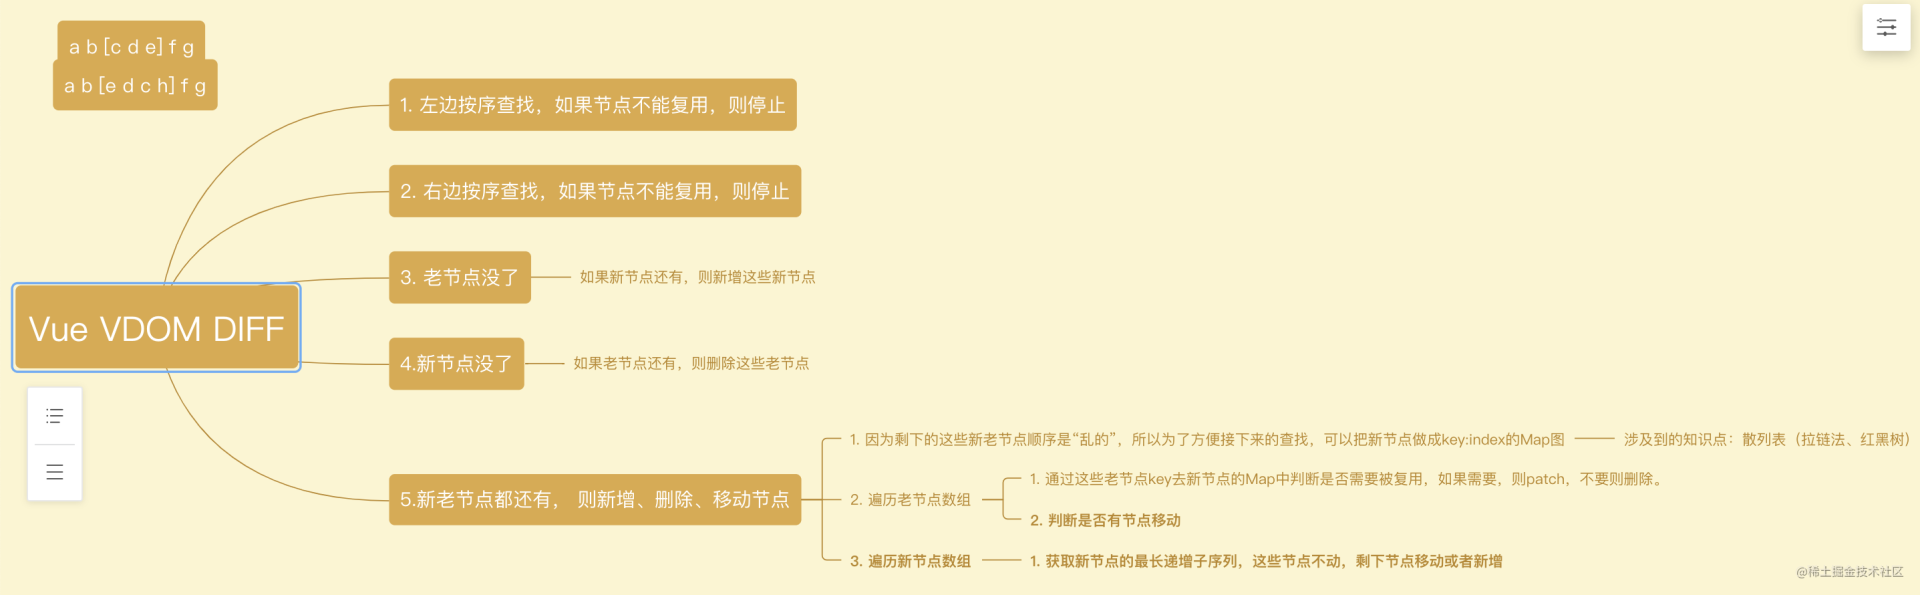 a b [c d e] f g
a b [e d c h] f g
Vue VDOM DIFF
1. 左边按序查找，如果节点不能复用，则停止
2. 右边按序查找，如果节点不能复用，则停止
3. 老节点没了
如果新节点还有，则新增这些新节点
4.新节点没了
如果老节点还有，则删除这些老节点
5.新老节点都还有， 则新增、删除、移动节点
1. 因为剩下的这些新老节点顺序是“乱的”，所以为了方便接下来的查找，可以把新节点做成key:index的Map图
涉及到的知识点：散列表（拉链法、红黑树）
2. 遍历老节点数组
1. 通过这些老节点key去新节点的Map中判断是否需要被复用，如果需要，则patch，不要则删除。
2. 判断是否有节点移动
3. 遍历新节点数组
1. 获取新节点的最长递增子序列，这些节点不动，剩下节点移动或者新增
@稀土掘金技术社区